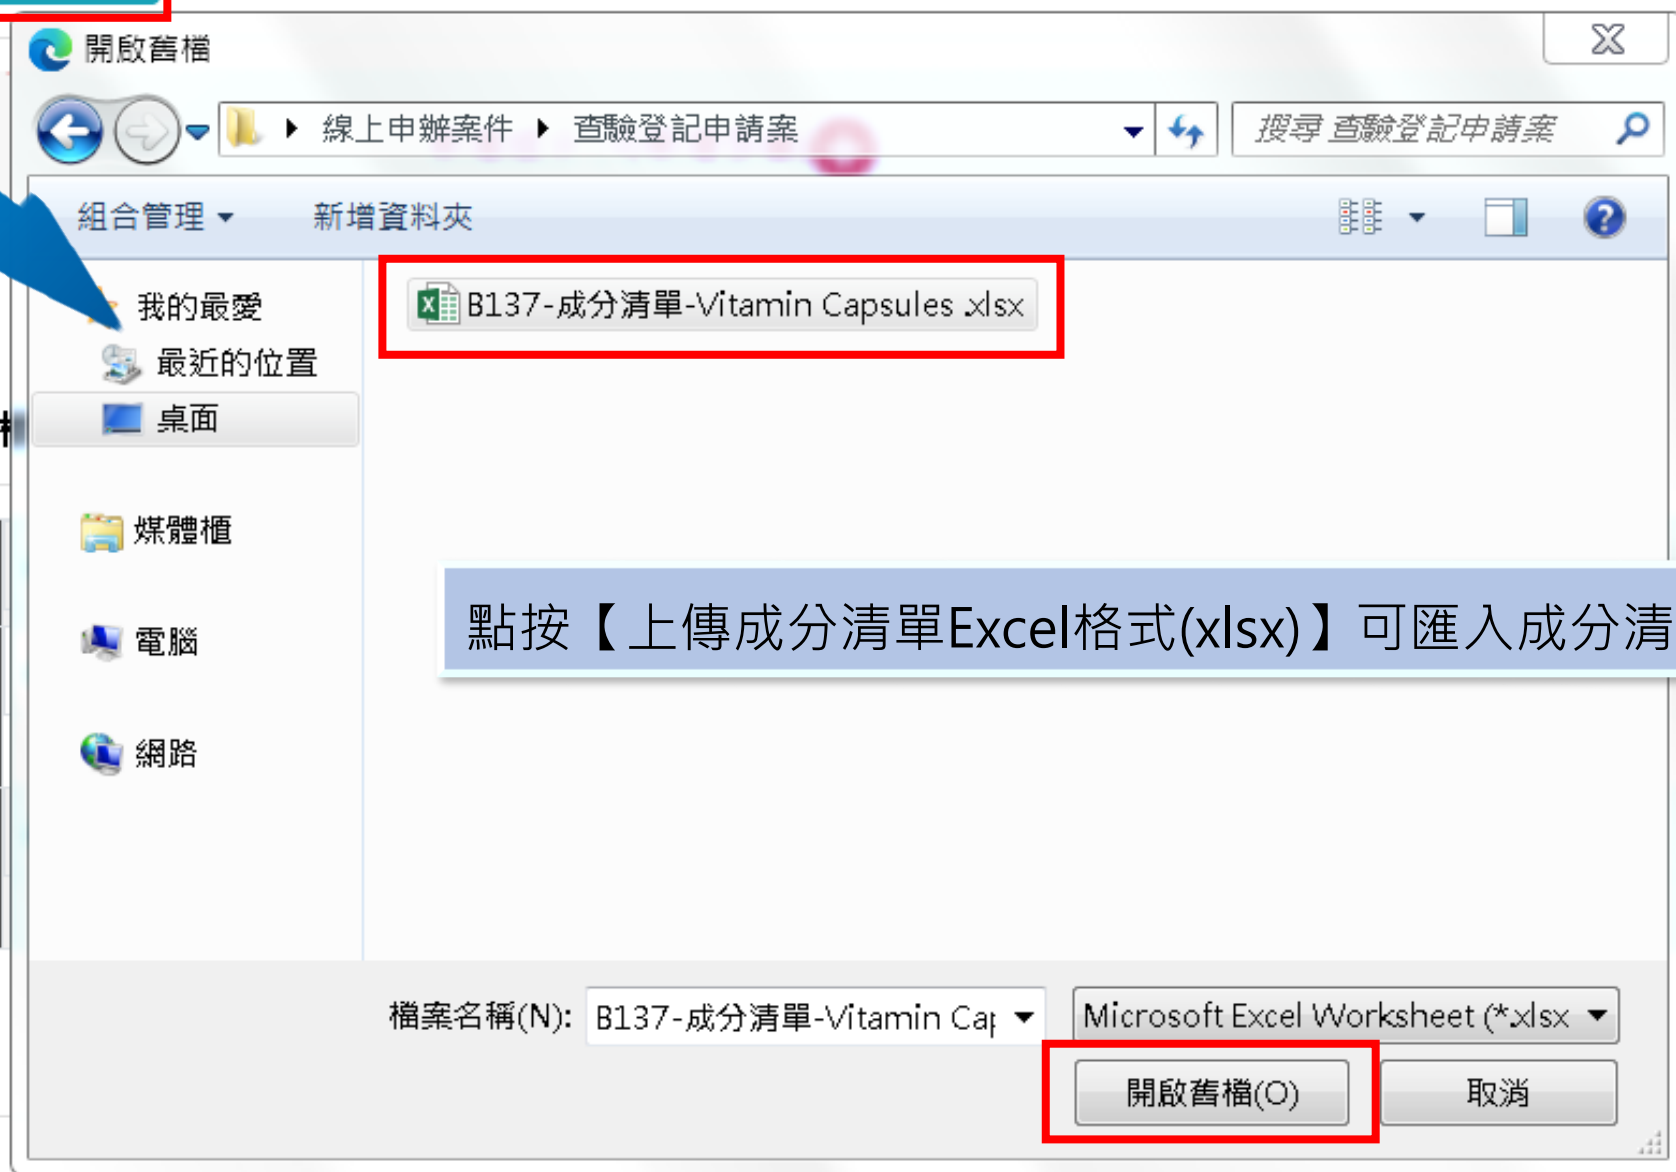 開啟舊檔
線上申辦案件 查驗登記申請案
搜尋 查驗登記申請案
組合管理 新增資料夾
我的最愛
最近的位置
桌面
媒體櫃
電腦
網路
B137-成分清單-Vitamin Capsules .xlsx
點按【上傳成分清單Excel格式(xlsx)】可匯入成分清
檔案名稱(N): B137-成分清單-Vitamin Ca
Microsoft Excel Worksheet (*.xlsx
開啟舊檔(O) 取消